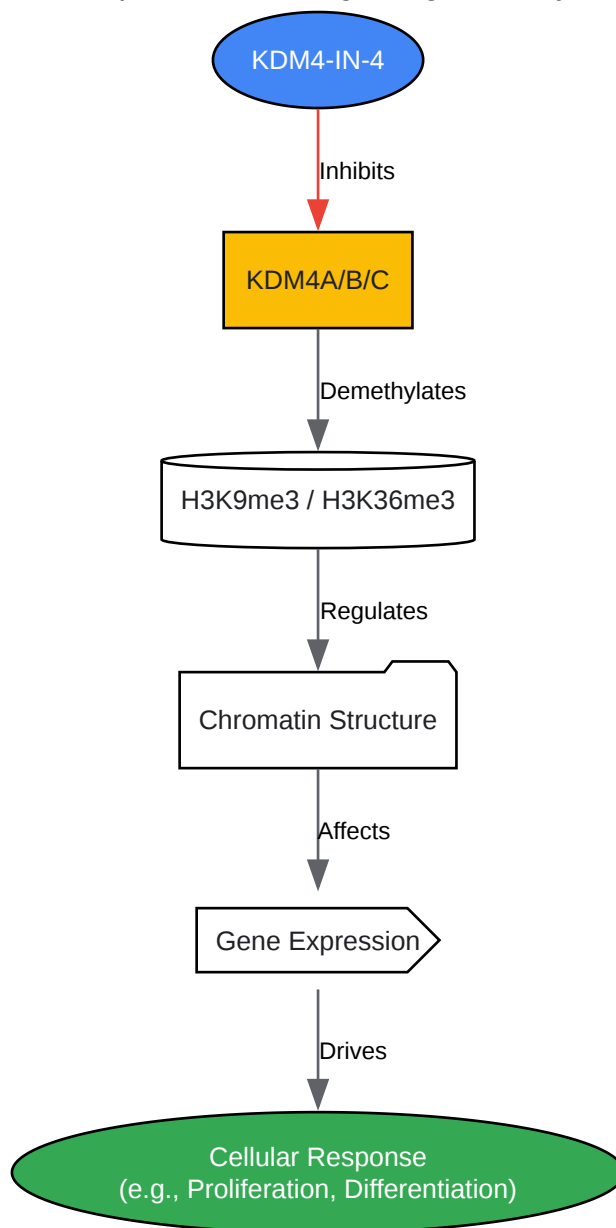 KDM4-IN-4
Inhibits
KDM4A/B/C
Demethylates
H3K9me3 / H3K36me3
Regulates
Chromatin Structure
Affects
Gene Expression
Drives
Cellular Response
(e.g., Proliferation, Differentiation)